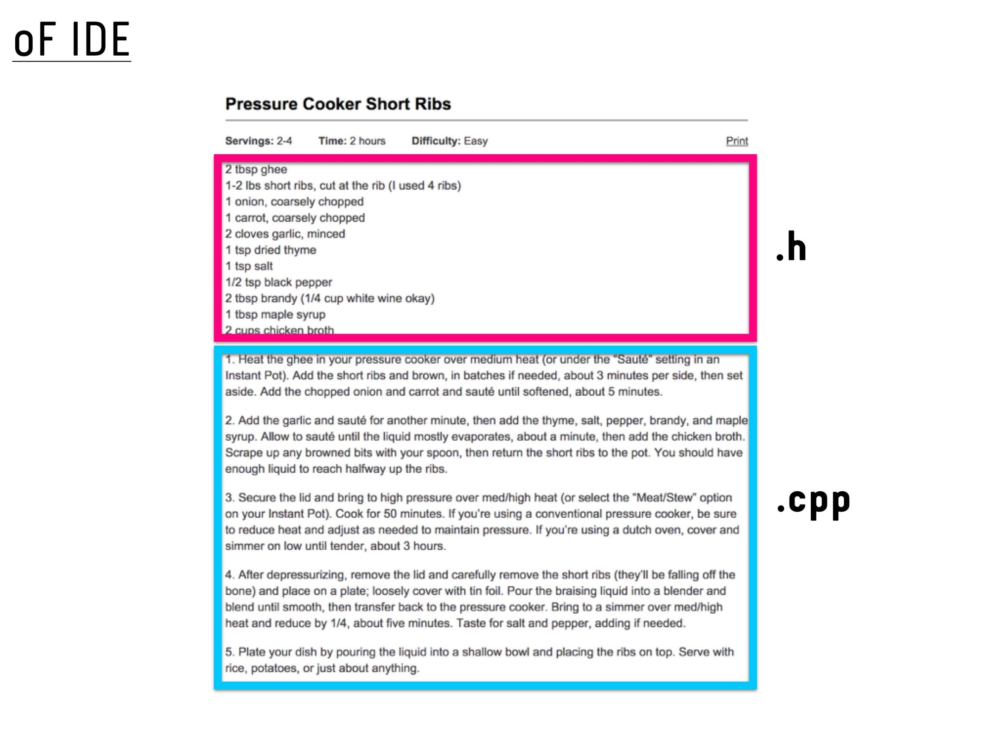 oF IDE
Pressure Cooker Short Ribs
Servings: 2-4 Time: 2 hours Difficulty: Easy Print
2 tbsp ghee
1-2 lbs short ribs, cut at the rib (I used 4 ribs)
1 onion, coarsely chopped
1 carrot, coarsely chopped
2 cloves garlic, minced
1 tsp dried thyme
1 tsp salt
1/2 tsp black pepper
2 tbsp brandy (1/4 cup white wine okay)
1 tbsp maple syrup
2 cups chicken broth
.h
1. Heat the ghee in your pressure cooker over medium heat (or under the "Sauté" setting in an
Instant Pot). Add the short ribs and brown, in batches if needed, about 3 minutes per side, then set
aside. Add the chopped onion and carrot and sauté until softened, about 5 minutes.
2. Add the garlic and sauté for another minute, then add the thyme, salt, pepper, brandy, and maple
syrup. Allow to sauté until the liquid mostly evaporates, about a minute, then add the chicken broth.
Scrape up any browned bits with your spoon, then return the short ribs to the pot. You should have
enough liquid to reach halfway up the ribs.
3. Secure the lid and bring to high pressure over med/high heat (or select the “Meat/Stew” option
on your Instant Pot). Cook for 50 minutes. If you're using a conventional pressure cooker, be sure
to reduce heat and adjust as needed to maintain pressure. If you're using a dutch oven, cover and
simmer on low until tender, about 3 hours.
4. After depressurizing, remove the lid and carefully remove the short ribs (they'll be falling off the
bone) and place on a plate; loosely cover with tin foil. Pour the braising liquid into a blender and
blend until smooth, then transfer back to the pressure cooker. Bring to a simmer over med/high
heat and reduce by 1/4, about five minutes. Taste for salt and pepper, adding if needed.
5. Plate your dish by pouring the liquid into a shallow bowl and placing the ribs on top. Serve with
rice, potatoes, or just about anything.
.cpp